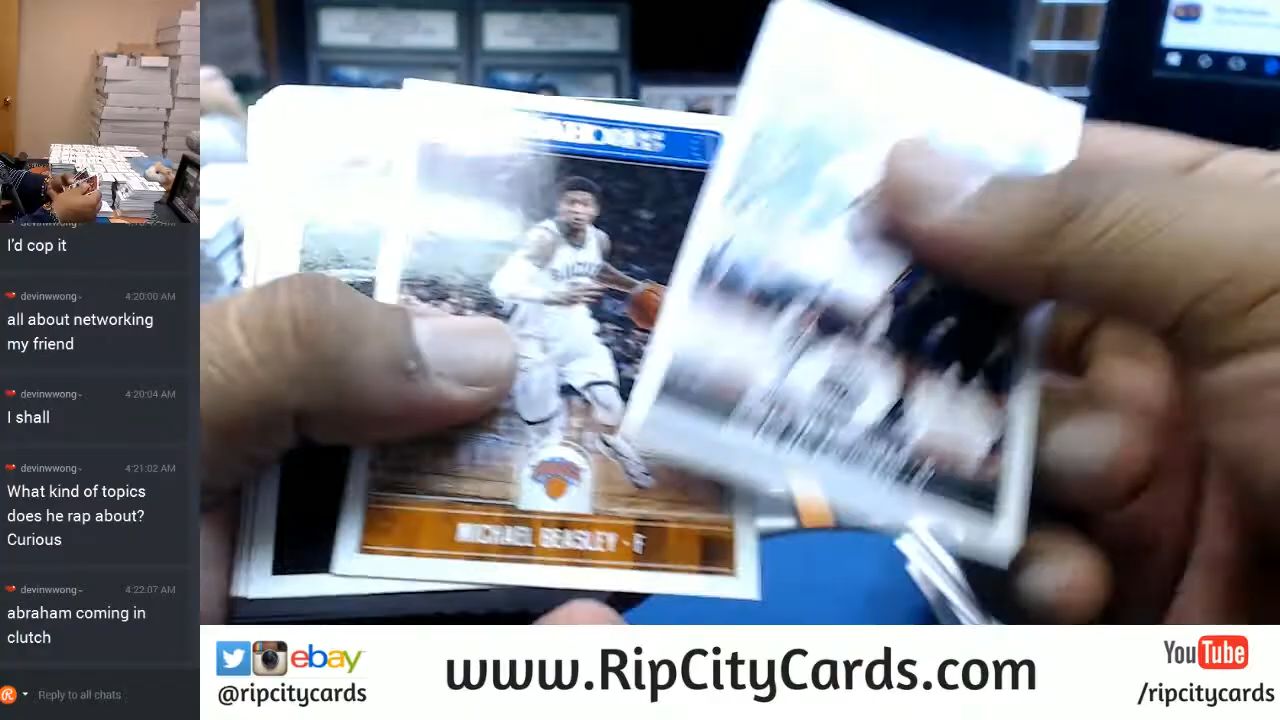 I'd cop it
devinwwong-
4:20:00 AM
all about networking
my friend
devinwwong-
4:20:04 AM
I shall
devinwwong-
4:21:02 AM
What kind of topics
does he rap about?
Curious
devinwwong-
4:22:07 AM
abraham coming in
clutch
Reply to all chats
MICHAEL BEASLEY - F
ebay
@ripcitycards
www.RipCityCards.com
YouTube
/ripcitycards